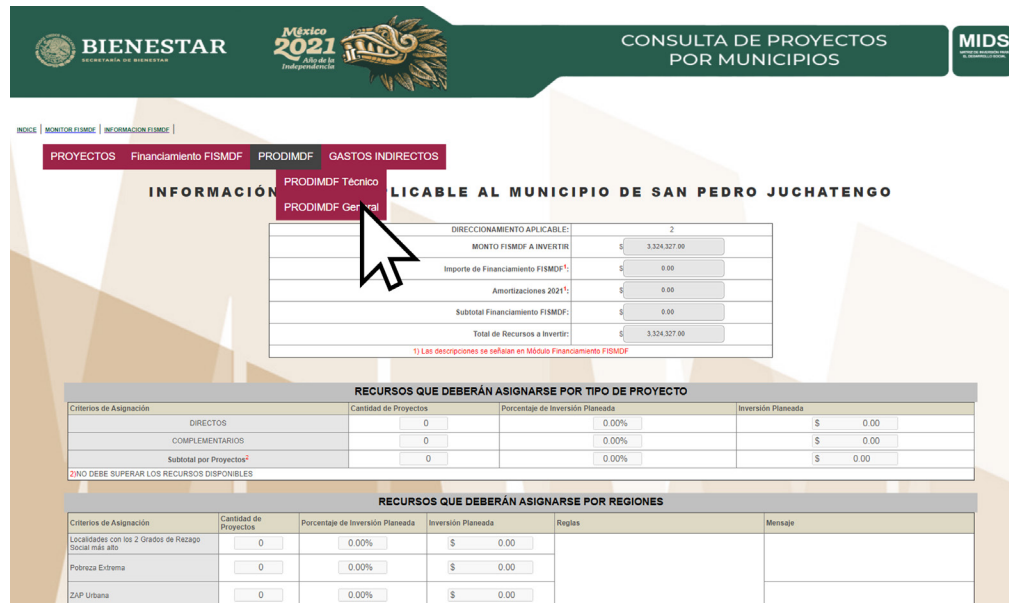 BIENESTAR
SECRETARÍA DE BIENESTAR
México
2021
Año de la
Independencia
CONSULTA DE PROYECTOS
POR MUNICIPIOS
MIDS
INDICE | MONITOR FISMDF | INFORMACION FISMDF |
PROYECTOS Financiamiento FISMDF PRODIMDF GASTOS INDIRECTOS
PRODIMDF Técnico
PRODIMDF General
INFORMACIÓN PLICABLE AL MUNICIPIO DE SAN PEDRO JUCHATENGO
DIRECCIONAMIENTO APLICABLE: 2
MONTO FISMDF A INVERTIR $ 3,324,327.00
Importe de Financiamiento FISMDF1: $ 0.00
Amortizaciones 20211: $ 0.00
Subtotal Financiamiento FISMDF: $ 0.00
Total de Recursos a Invertir: $ 3,324,327.00
1) Las descripciones se señalan en Módulo Financiamiento FISMDF
RECURSOS QUE DEBERÁN ASIGNARSE POR TIPO DE PROYECTO
Criterios de Asignación Cantidad de Proyectos Porcentaje de Inversión Planeada Inversión Planeada
DIRECTOS 0 0.00% $ 0.00
COMPLEMENTARIOS 0 0.00% $ 0.00
Subtotal por Proyectos2 0 0.00% $ 0.00
2)NO DEBE SUPERAR LOS RECURSOS DISPONIBLES
RECURSOS QUE DEBERÁN ASIGNARSE POR REGIONES
Criterios de Asignación Cantidad de Proyectos Porcentaje de Inversión Planeada Inversión Planeada Reglas Mensaje
Localidades con los 2 Grados de Rezago Social más alto 0 0.00% $ 0.00
Pobreza Extrema 0 0.00% $ 0.00
ZAP Urbana 0 0.00% $ 0.00